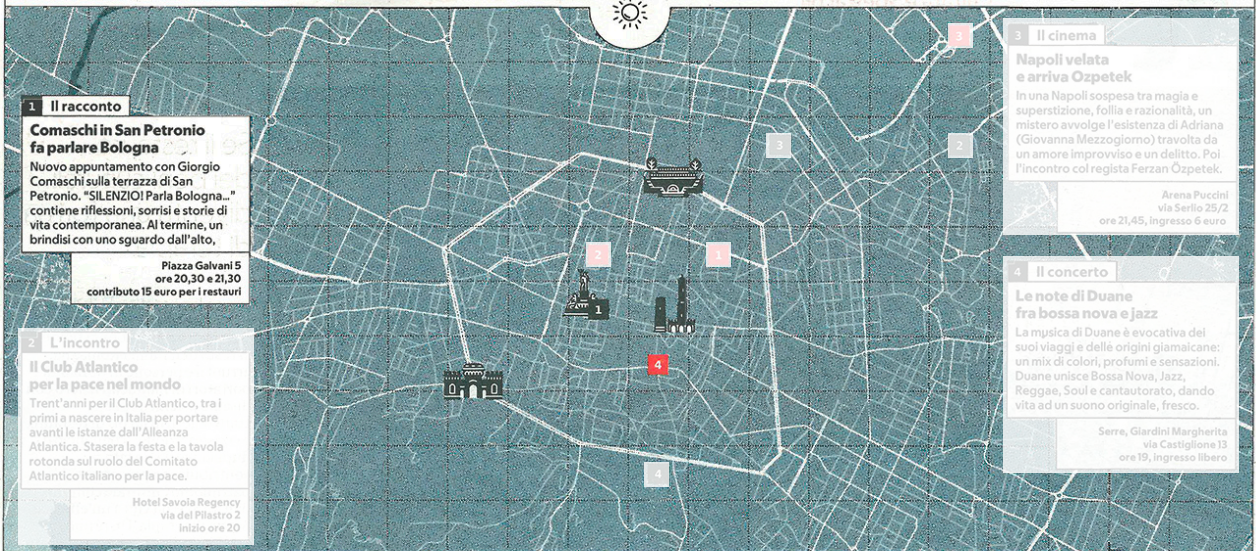 1 Il racconto
Comaschi in San Petronio
fa parlare Bologna
Nuovo appuntamento con Giorgio
Comaschi sulla terrazza di San
Petronio. “SILENZIO! Parla Bologna...”
contiene riflessioni, sorrisi e storie di
vita contemporanea. Al termine, un
brindisi con uno sguardo dall'alto,
Piazza Galvani 5
ore 20,30 e 21,30
contributo 15 euro per i restauri
2 L'incontro
Il Club Atlantico
per la pace nel mondo
Trent'anni per il Club Atlantico, tra i
primi a nascere in Italia per portare
avanti le istanze dall'Alleanza
Atlantica. Stasera la festa e la tavola
rotonda sul ruolo del Comitato
Atlantico italiano per la pace.
Hotel Savoia Regency
via del Pilastro 2
inizio ore 20
3
3
2
2
1
1
4
4
3 Il cinema
Napoli velata
e arriva Ozpetek
In una Napoli sospesa tra magia e
superstizione, follia e razionalità, un
mistero avvolge l'esistenza di Adriana
(Giovanna Mezzogiorno) travolta da
un amore improvviso e un delitto. Poi
l'incontro col regista Ferzan Özpetek.
Arena Puccini
via Serlio 25/2
ore 21,45, ingresso 6 euro
4 Il concerto
Le note di Duane
fra bossa nova e jazz
La musica di Duane è evocativa dei
suoi viaggi e delle origini giamaicane:
un mix di colori, profumi e sensazioni.
Duane unisce Bossa Nova, Jazz,
Reggae, Soul e cantautorato, dando
vita ad un suono originale, fresco.
Serre, Giardini Margherita
via Castiglione 13
ore 19, ingresso libero